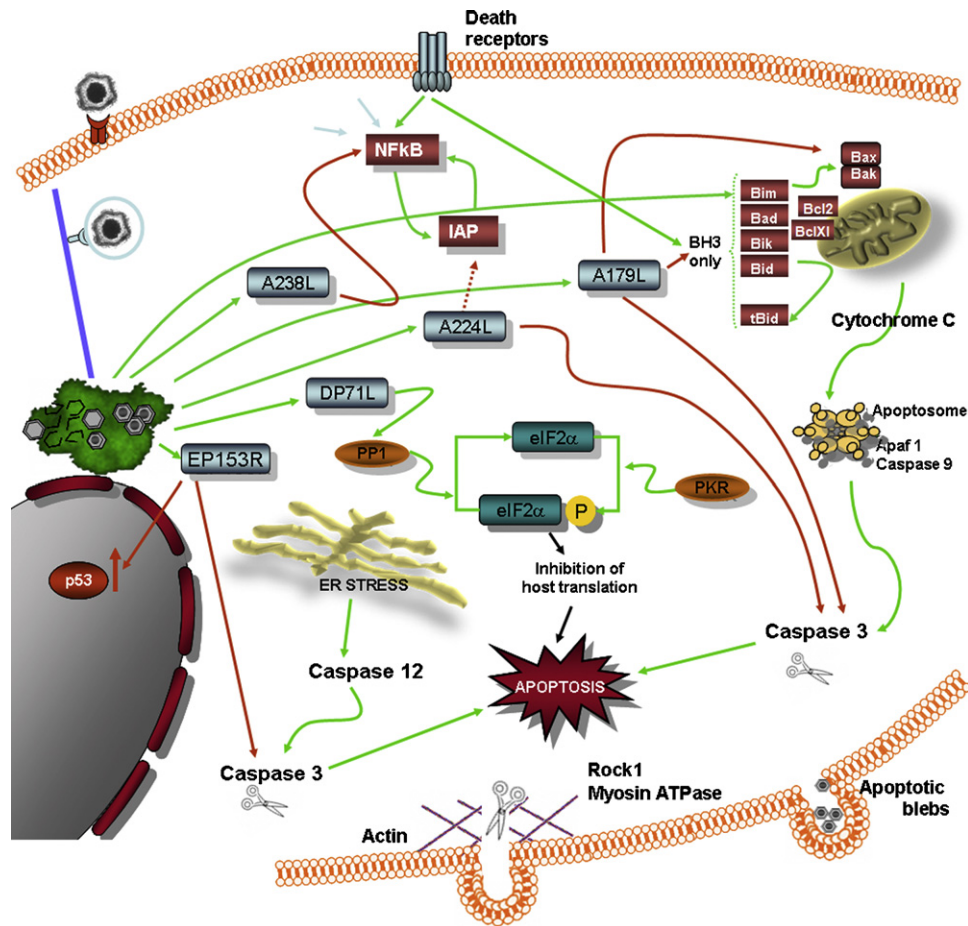 Death
receptors
NFkB
Bax
Bak
Bim
Bcl2
Bad
BclXl
IAP
Bik
BH3
only
A238L
A179L
Bid
tBid
A224L
Cytochrome C
DP71L
Apoptosome
eIF2α
EP153R
PP1
Apaf 1
Caspase 9
PKR
eIF2α
P
Inhibition of
host translation
p53
ER STRESS
Caspase 3
Caspase 12
APOPTOSIS
Caspase 3
Rock1
Myosin ATPase
Apoptotic
blebs
Actin